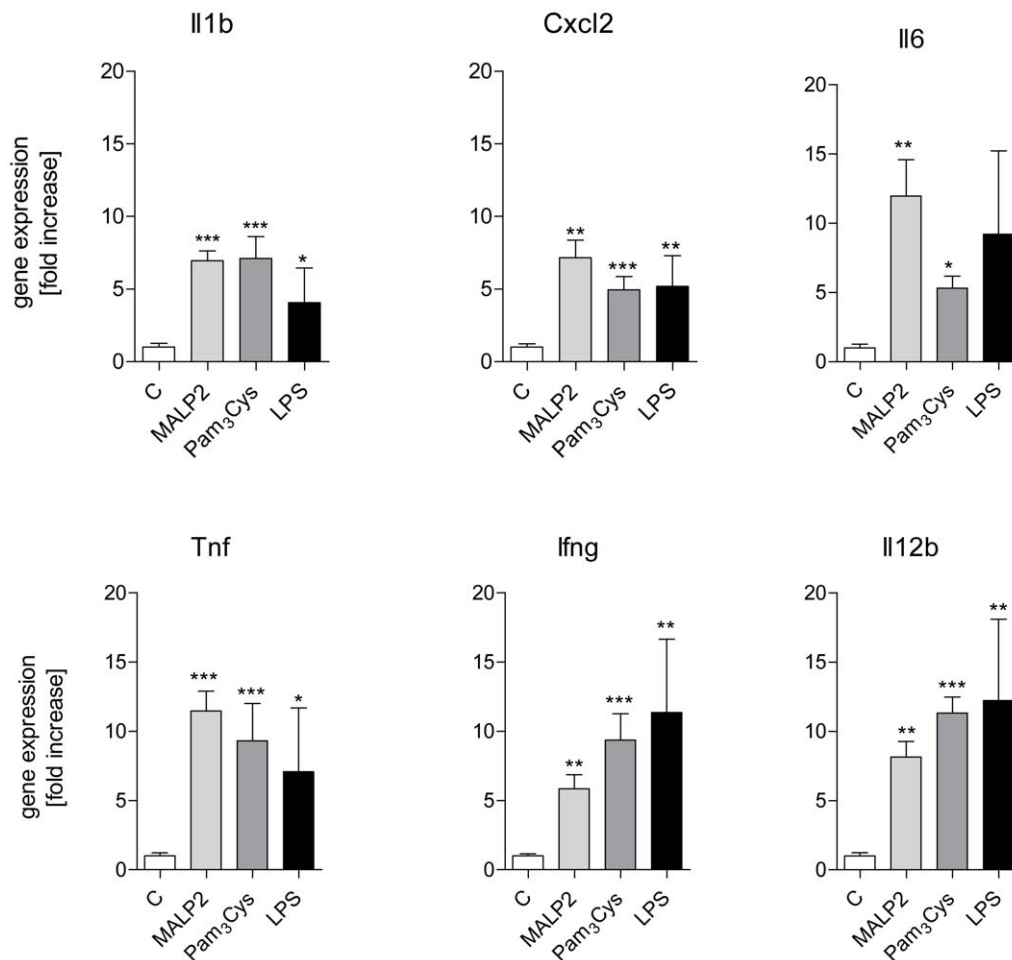 Il1b
gene expression
[fold increase]
20
15
10
5
0
***
***
*
C
MALP2
Pam₃Cys
LPS
Cxcl2
20
15
10
5
0
**
***
**
C
MALP2
Pam₃Cys
LPS
Il6
20
15
10
5
0
**
*
C
MALP2
Pam₃Cys
LPS
Tnf
gene expression
[fold increase]
20
15
10
5
0
***
***
*
C
MALP2
Pam₃Cys
LPS
Ifng
20
15
10
5
0
**
***
**
C
MALP2
Pam₃Cys
LPS
Il12b
20
15
10
5
0
**
***
**
C
MALP2
Pam₃Cys
LPS